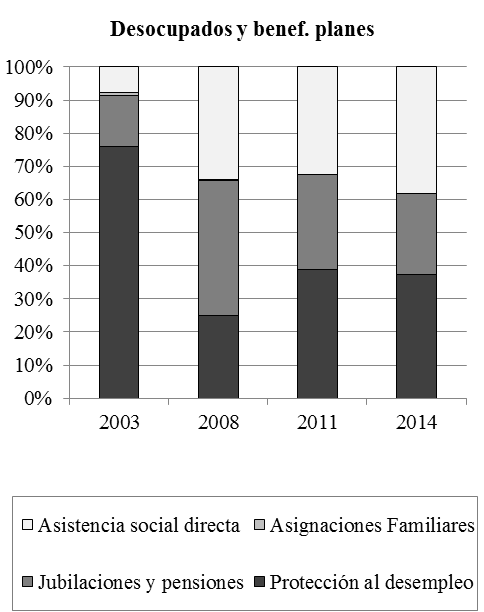 Desocupados y benef. planes
100%
90%
80%
70%
60%
50%
40%
30%
20%
10%
0%
2003 2008 2011 2014
Asistencia social directa Asignaciones Familiares
Jubilaciones y pensiones Protección al desempleo